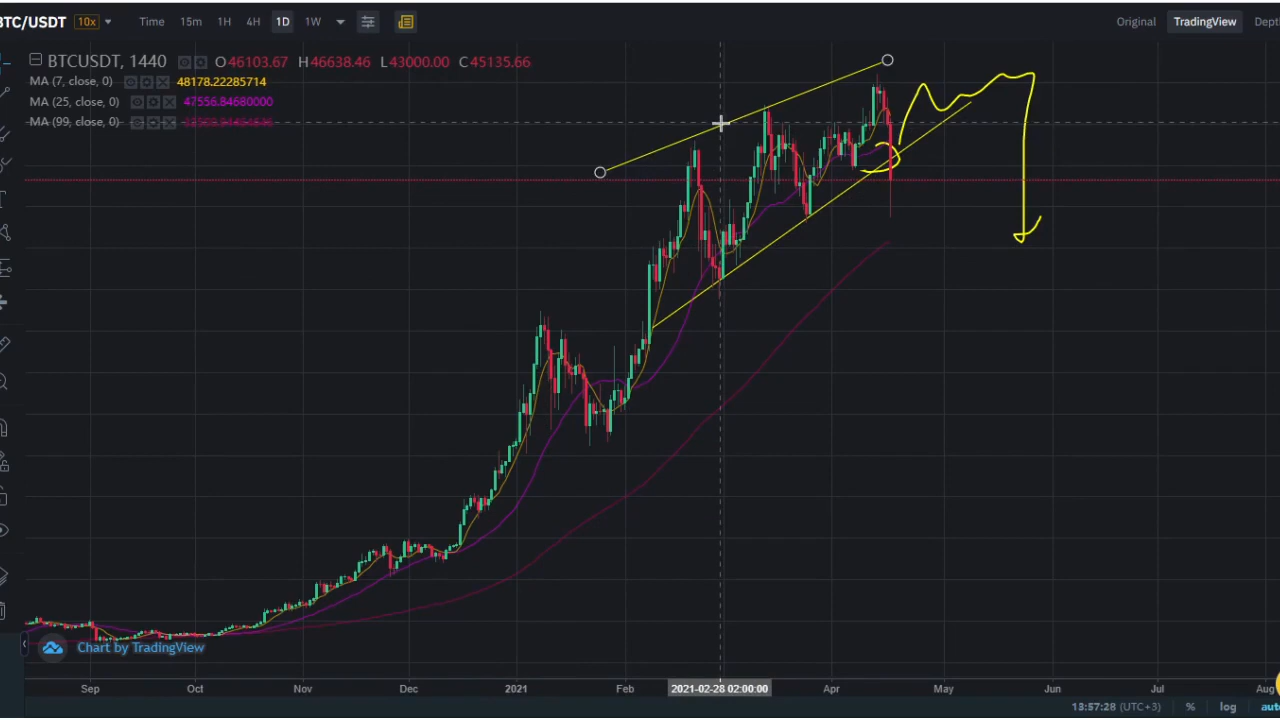 BTC/USDT 10x Time 15m 1H 4H 1D 1W Original TradingView Depth
BTCUSDT, 1440 O46103.67 H46638.46 L43000.00 C45135.66
MA (7, close, 0) 48178.22285714
MA (25, close, 0) 47556.84680000
MA (99, close, 0)
Chart by TradingView
Sep Oct Nov Dec 2021 Feb 2021-02-28 02:00:00 Apr May Jun Jul Aug
13:57:28 (UTC+3) % log auto